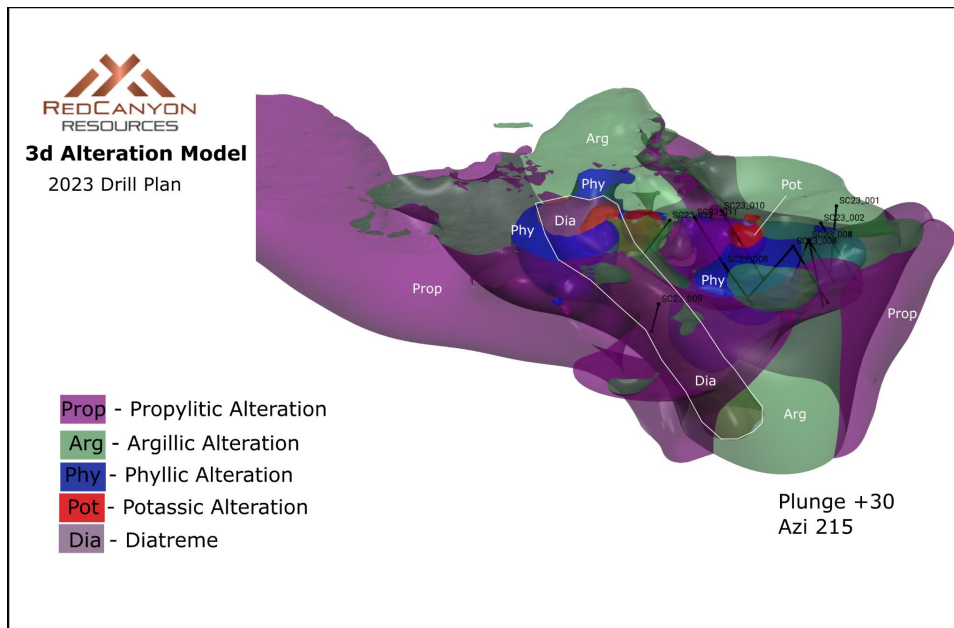 REDCANYON
RESOURCES
3d Alteration Model
2023 Drill Plan
Arg
Phy
Pot
Dia
SC23_010
SC23_001
SC23_002
Phy
SC23_008
Phy
Prop
SC23_009
Prop
Dia
Arg
Prop - Propylitic Alteration
Arg - Argillic Alteration
Phy - Phyllic Alteration
Pot - Potassic Alteration
Dia - Diatreme
Plunge +30
Azi 215